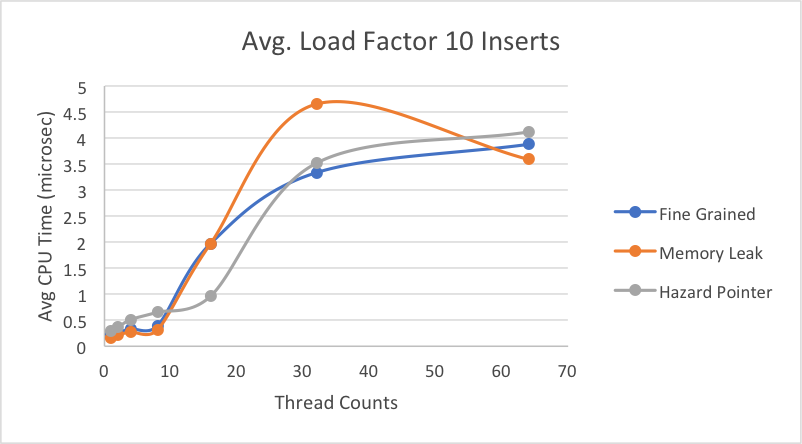 Avg. Load Factor 10 Inserts
Avg CPU Time (microsec)
5
4.5
4
3.5
3
2.5
2
1.5
1
0.5
0
0 10 20 30 40 50 60 70
Thread Counts
Fine Grained
Memory Leak
Hazard Pointer